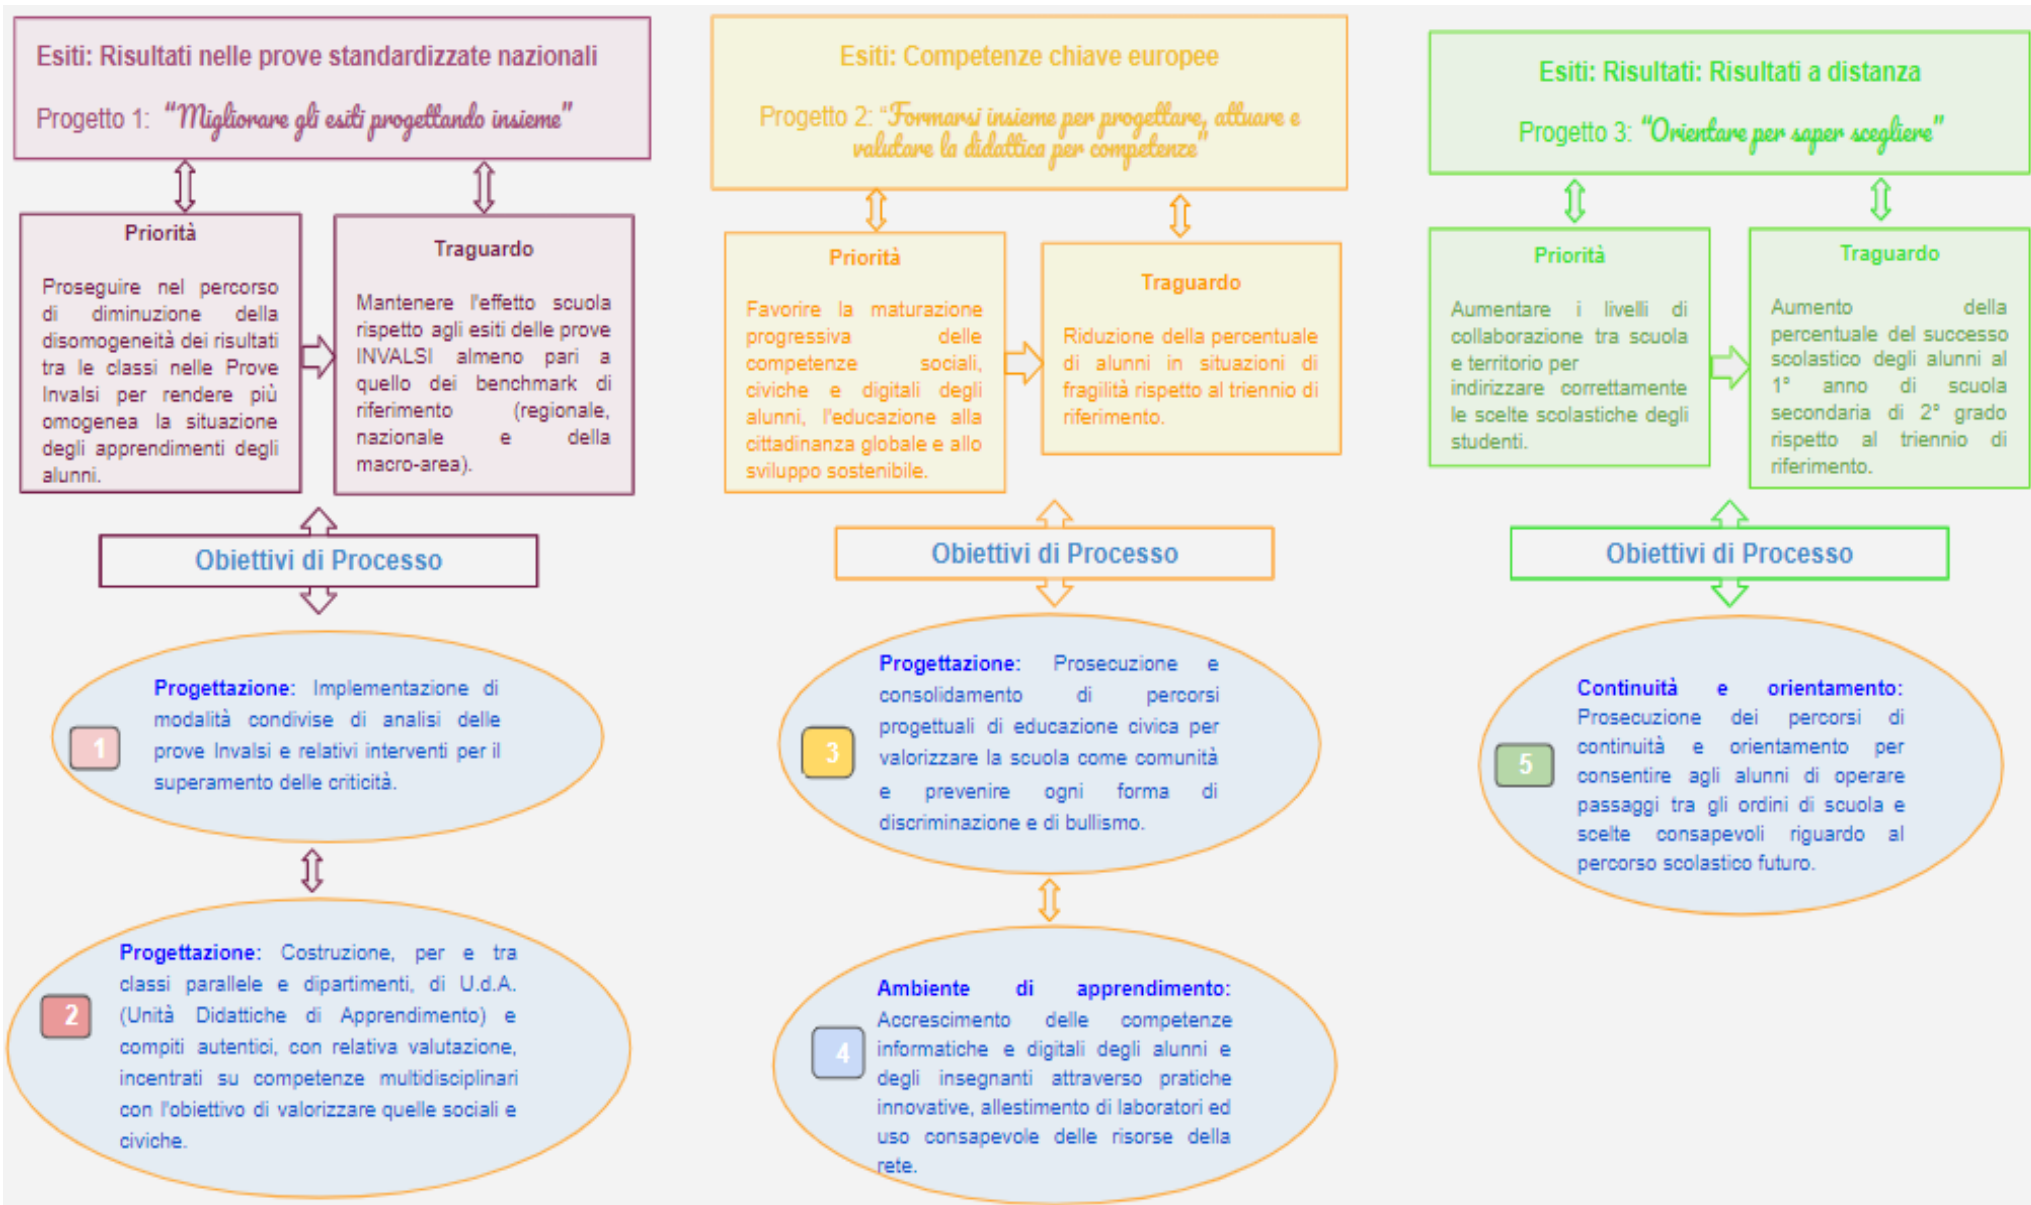 Esiti: Risultati nelle prove standardizzate nazionali
Progetto 1: “Migliorare gli esiti progettando insieme”
Priorità
Proseguire nel percorso
di diminuzione della
disomogeneità dei risultati
tra le classi nelle Prove
Invalsi per rendere più
omogenea la situazione
degli apprendimenti degli
alunni.
Traguardo
Mantenere l'effetto scuola
rispetto agli esiti delle prove
INVALSI almeno pari a
quello dei benchmark di
riferimento (regionale,
nazionale e della
macro-area).
Obiettivi di Processo
1
Progettazione: Implementazione di
modalità condivise di analisi delle
prove Invalsi e relativi interventi per il
superamento delle criticità.
2
Progettazione: Costruzione, per e tra
classi parallele e dipartimenti, di U.d.A.
(Unità Didattiche di Apprendimento) e
compiti autentici, con relativa valutazione,
incentrati su competenze multidisciplinari
con l'obiettivo di valorizzare quelle sociali e
civiche.
Esiti: Competenze chiave europee
Progetto 2: “Formarsi insieme per progettare, attuare e
valutare la didattica per competenze”
Priorità
Favorire la maturazione
progressiva delle
competenze sociali,
civiche e digitali degli
alunni, l'educazione alla
cittadinanza globale e allo
sviluppo sostenibile.
Traguardo
Riduzione della percentuale
di alunni in situazioni di
fragilità rispetto al triennio di
riferimento.
Obiettivi di Processo
3
Progettazione: Prosecuzione e
consolidamento di percorsi
progettuali di educazione civica per
valorizzare la scuola come comunità
e prevenire ogni forma di
discriminazione e di bullismo.
4
Ambiente di apprendimento:
Accrescimento delle competenze
informatiche e digitali degli alunni e
degli insegnanti attraverso pratiche
innovative, allestimento di laboratori ed
uso consapevole delle risorse della
rete.
Esiti: Risultati: Risultati a distanza
Progetto 3: “Orientare per saper scegliere”
Priorità
Aumentare i livelli di
collaborazione tra scuola
e territorio per
indirizzare correttamente
le scelte scolastiche degli
studenti.
Traguardo
Aumento della
percentuale del successo
scolastico degli alunni al
1° anno di scuola
secondaria di 2° grado
rispetto al triennio di
riferimento.
Obiettivi di Processo
5
Continuità e orientamento:
Prosecuzione dei percorsi di
continuità e orientamento per
consentire agli alunni di operare
passaggi tra gli ordini di scuola e
scelte consapevoli riguardo al
percorso scolastico futuro.